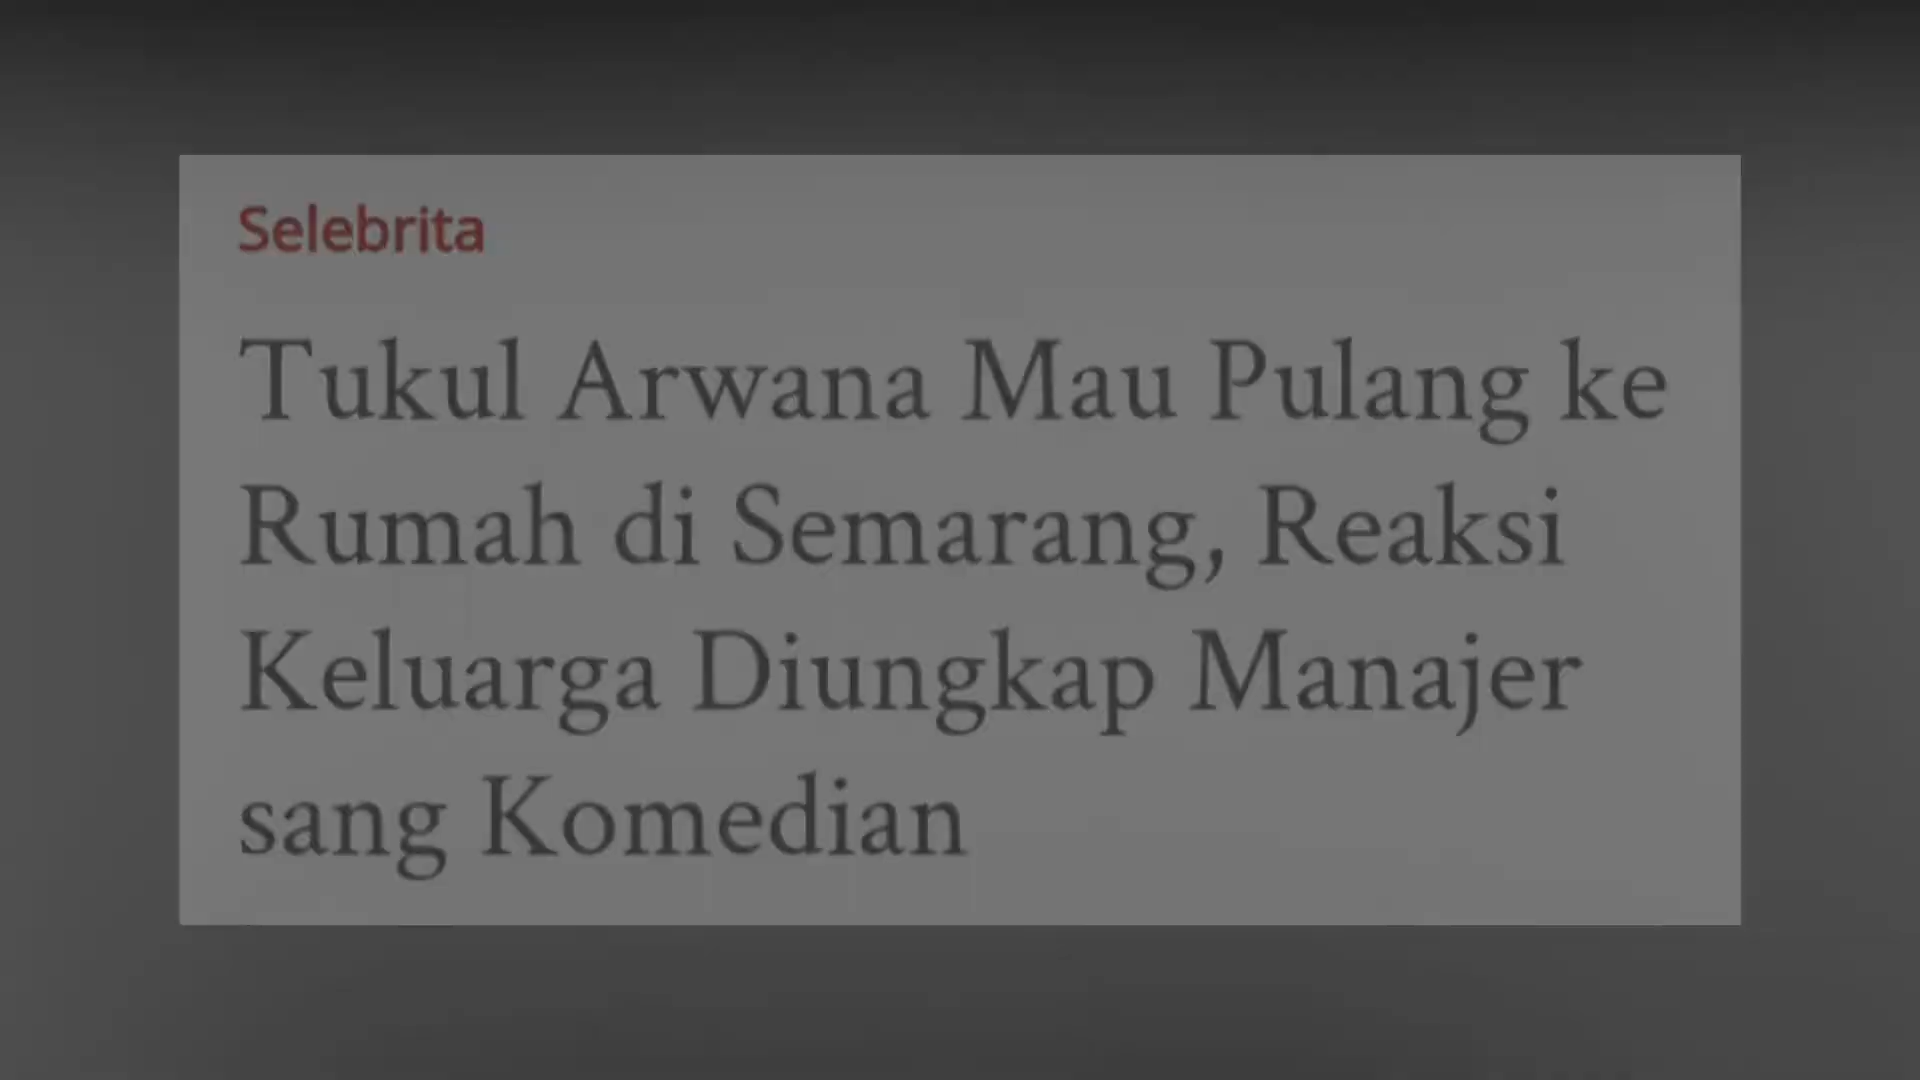 Selebrita
Tukul Arwana Mau Pulang ke
Rumah di Semarang, Reaksi
Keluarga Diungkap Manajer
sang Komedian